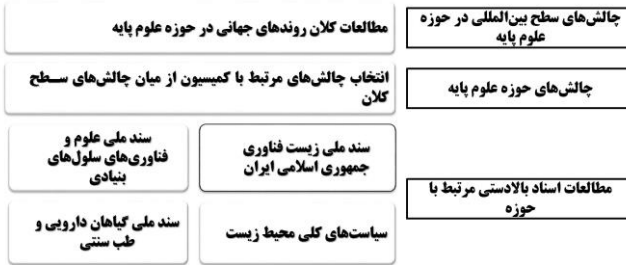 چالش‌های سطح بین‌المللی در حوزه
علوم پایه
مطالعات کلان روندهای جهانی در حوزه علوم پایه
چالش‌های حوزه علوم پایه
انتخاب چالش‌های مرتبط با کمیسیون از میان چالش‌های سطح
کلان
مطالعات اسناد بالادستی مرتبط با
حوزه
سند ملی زیست فناوری
جمهوری اسلامی ایران
سند ملی علوم و
فناوری‌های سلول‌های
بنیادی
سیاست‌های کلی محیط زیست
سند ملی گیاهان دارویی و
طب سنتی